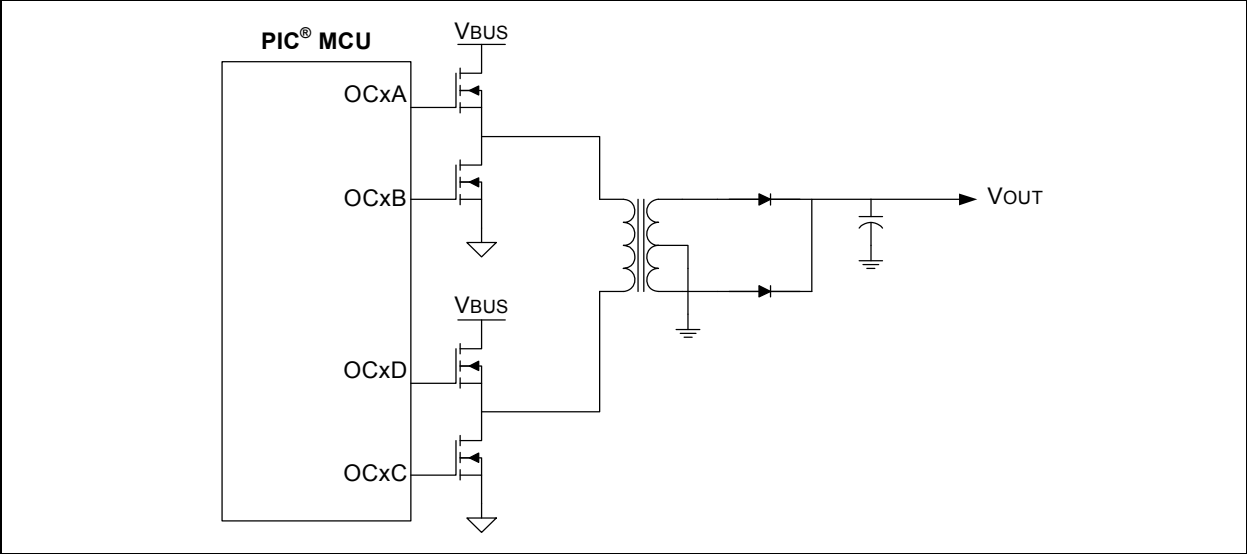 PIC® MCU
VBUS
OCxA
OCxB
VOUT
VBUS
OCxD
OCxC